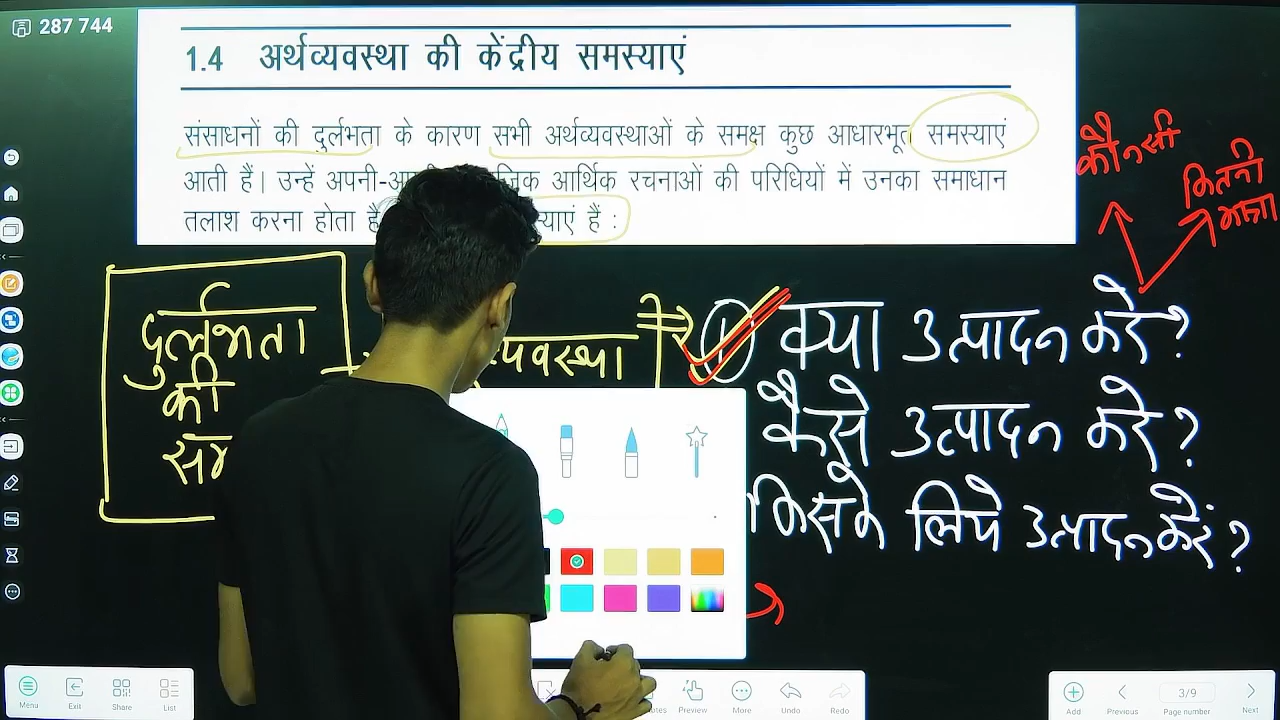 287 744
1.4 अर्थव्यवस्था की केंद्रीय समस्याएं
संसाधनों की दुर्लभता के कारण सभी अर्थव्यवस्थाओं के समक्ष कुछ आधारभूत समस्याएं
आती हैं। उन्हें आर्थिक रचनाओं की परिधियों में उनका समाधान
तलाश करना होता है हैं :
कौनसी
कितनी
मात्रा
दुर्लभता
की
व्यवस्था
1 क्या उत्पादन करे?
कैसे उत्पादन करे?
किसके लिये उत्पादन करें?
Menu
Exit
Share
List
Preview
More
Undo
Redo
Add
Previous
3/9
Page number
Next